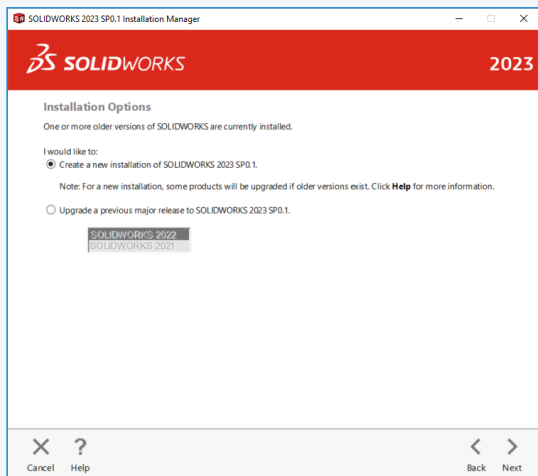 SOLIDWORKS 2023 SP0.1 Installation Manager
SOLIDWORKS
2023
Installation Options
One or more older versions of SOLIDWORKS are currently installed.
I would like to:
Create a new installation of SOLIDWORKS 2023 SP0.1.
Note: For a new installation, some products will be upgraded if older versions exist. Click Help for more information.
Upgrade a previous major release to SOLIDWORKS 2023 SP0.1.
SOLIDWORKS 2022
SOLIDWORKS 2021
Cancel Help Back Next